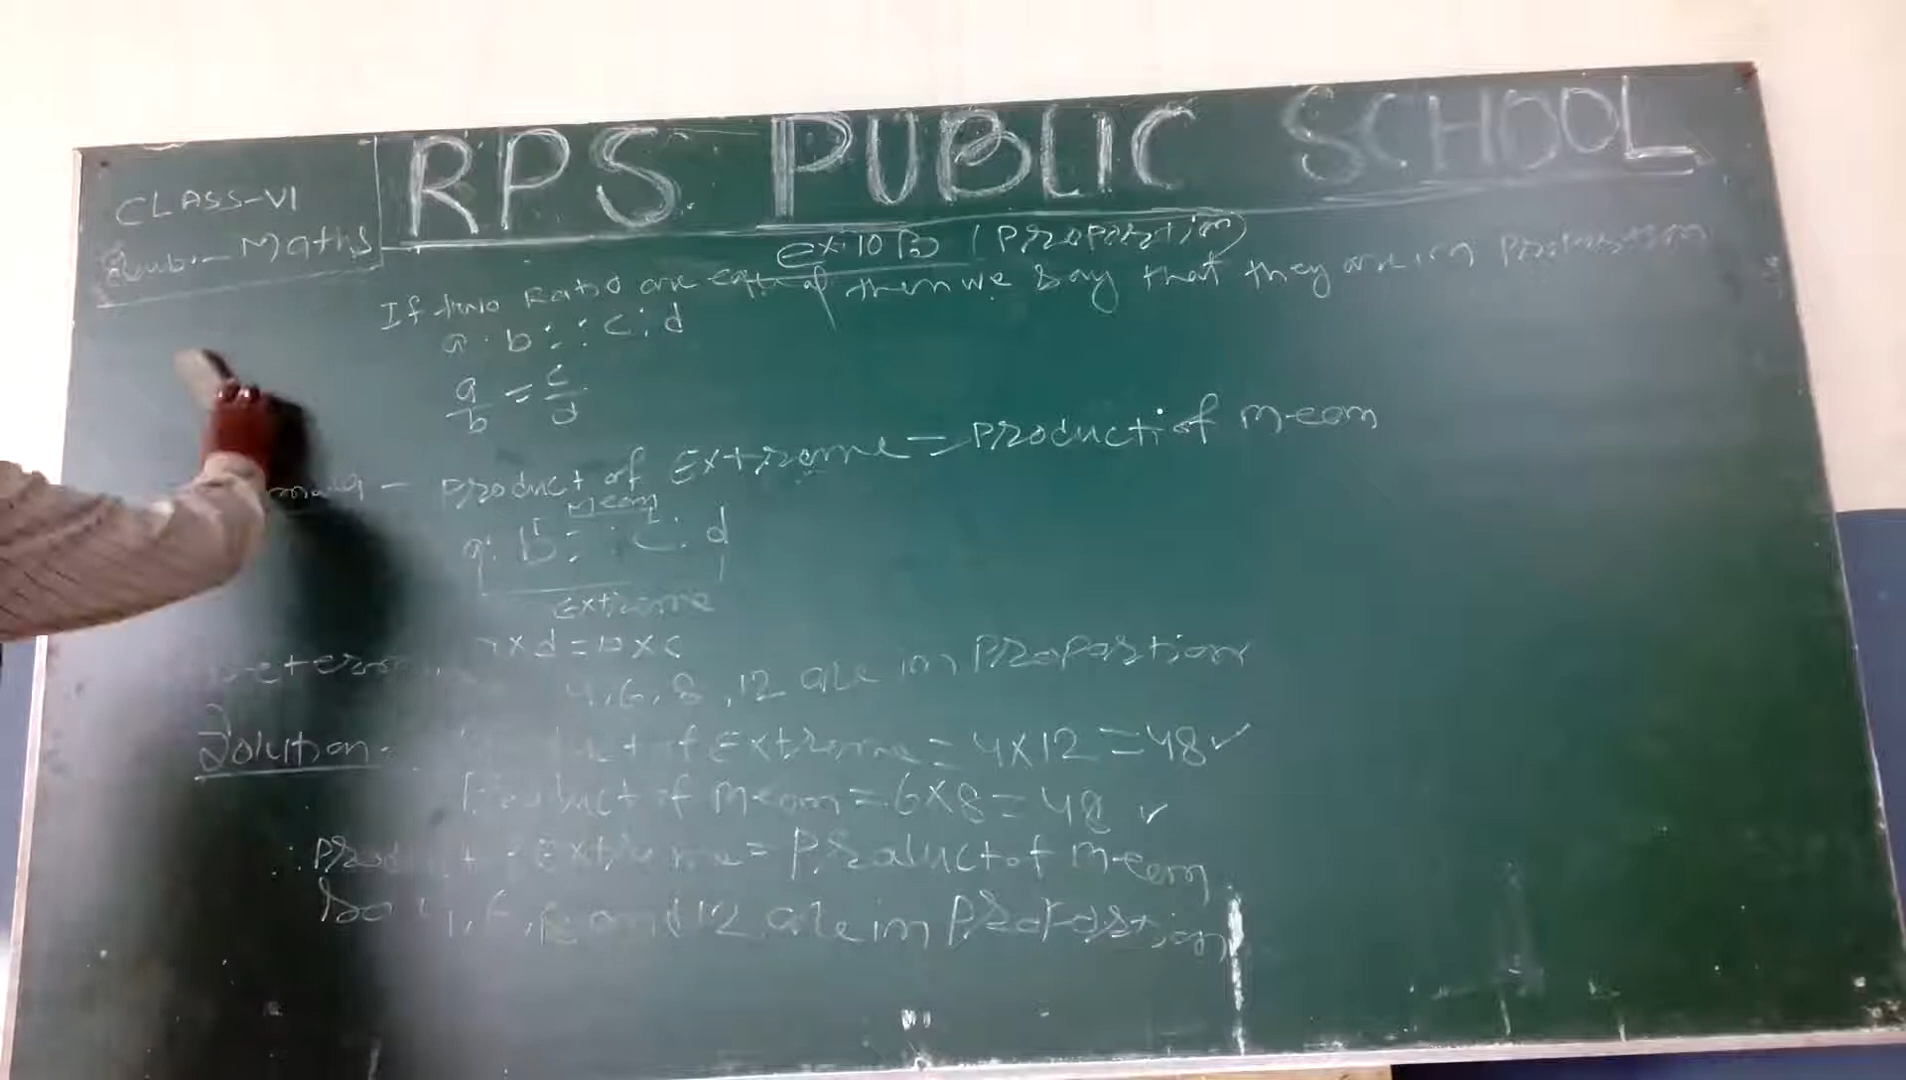 RPS PUBLIC SCHOOL
CLASS-VI
Sub:- Maths
Ex-10 B (Proportion)
If two Ratio are equal then we say that they are in Proportion
a : b :: c : d
a/b = c/d
- Product of Extreme = Product of mean
mean
a : b :: c : d
Extreme
× d = b × c
4, 6, 8, 12 are in Proportion
Solution:-
of Extreme = 4×12 = 48 ✓
Product of mean = 6×8 = 48 ✓
∴ Product Extreme = Product of mean
So 4, 6, 8 and 12 are in Proportion